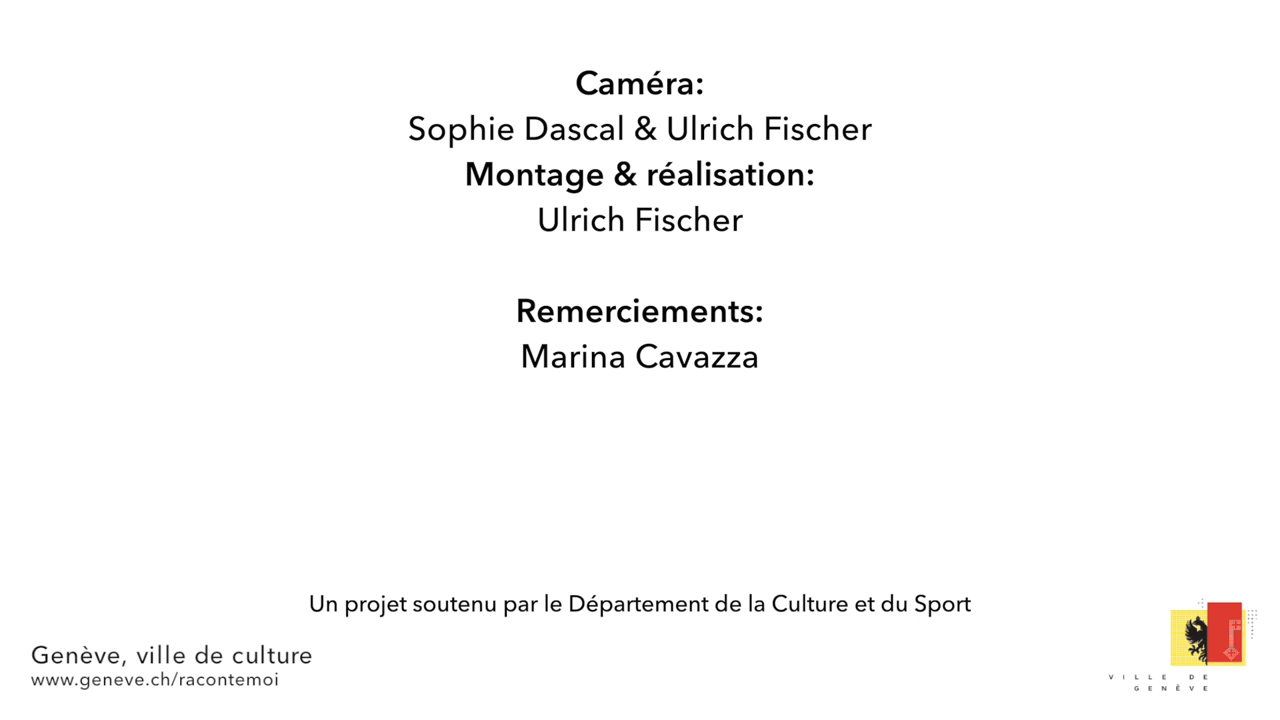 Caméra:
Sophie Dascal & Ulrich Fischer
Montage & réalisation:
Ulrich Fischer
Remerciements:
Marina Cavazza
Un projet soutenu par le Département de la Culture et du Sport
Genève, ville de culture
www.geneve.ch/racontemoi
VILLE DE
GENÈVE